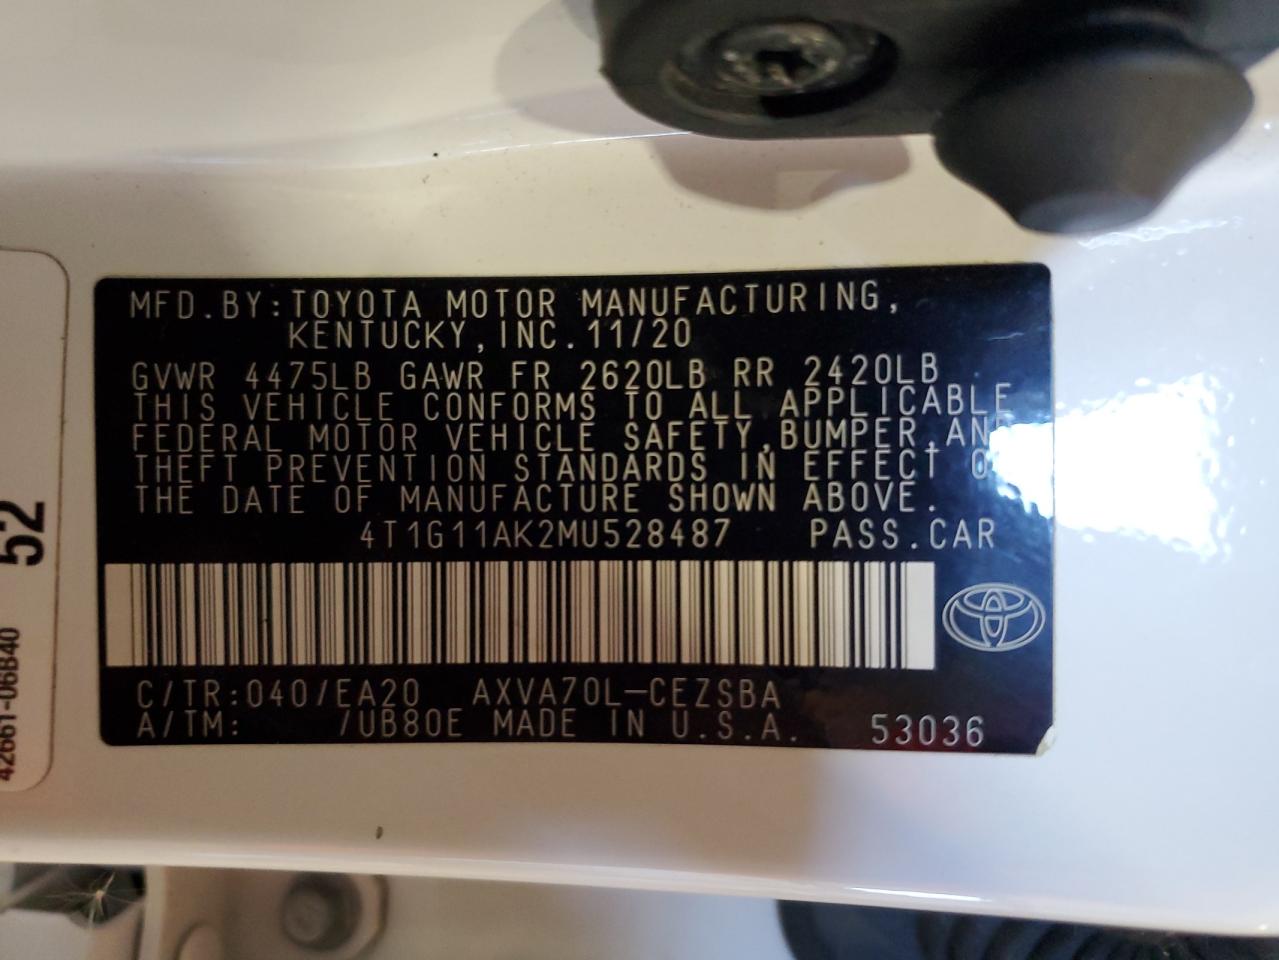 MFD.BY:TOYOTA MOTOR MANUFACTURING,
KENTUCKY,INC.11/20
GVWR 4475LB GAWR FR 2620LB RR 2420LB
THIS VEHICLE CONFORMS TO ALL APPLICABLE
FEDERAL MOTOR VEHICLE SAFETY,BUMPER,AND
THEFT PREVENTION STANDARDS IN EFFECT
THE DATE OF MANUFACTURE SHOWN ABOVE.
4T1G11AK2MU528487 PASS.CAR
C/TR:040/EA20 AXVA70L-CEZSBA
A/TM: /UB80E MADE IN U.S.A. 53036
52
42661-06B40